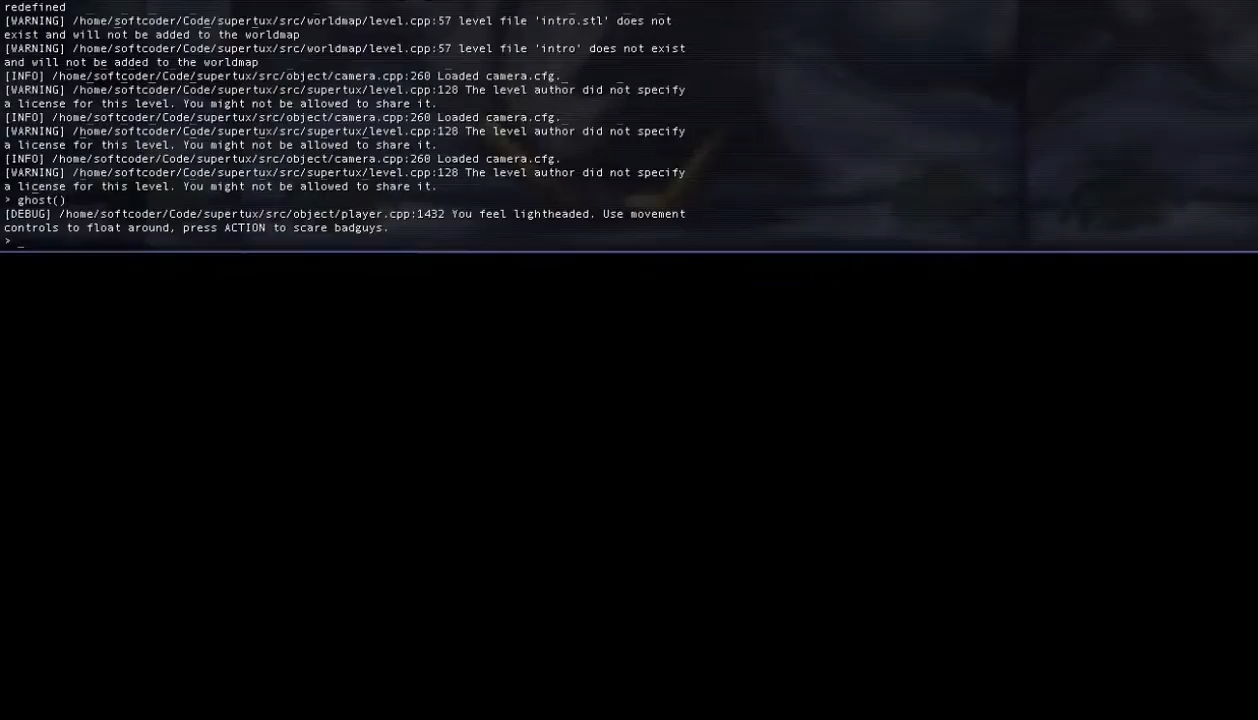 redefined
[WARNING] /home/softcoder/Code/supertux/src/worldmap/level.cpp:57 level file 'intro.stl' does not
exist and will not be added to the worldmap
[WARNING] /home/softcoder/Code/supertux/src/worldmap/level.cpp:57 level file 'intro' does not exist
and will not be added to the worldmap
[INFO] /home/softcoder/Code/supertux/src/object/camera.cpp:260 Loaded camera.cfg.
[WARNING] /home/softcoder/Code/supertux/src/supertux/level.cpp:128 The level author did not specify
a license for this level. You might not be allowed to share it.
[INFO] /home/softcoder/Code/supertux/src/object/camera.cpp:260 Loaded camera.cfg.
[WARNING] /home/softcoder/Code/supertux/src/supertux/level.cpp:128 The level author did not specify
a license for this level. You might not be allowed to share it.
[INFO] /home/softcoder/Code/supertux/src/object/camera.cpp:260 Loaded camera.cfg.
[WARNING] /home/softcoder/Code/supertux/src/supertux/level.cpp:128 The level author did not specify
a license for this level. You might not be allowed to share it.
> ghost()
[DEBUG] /home/softcoder/Code/supertux/src/object/player.cpp:1432 You feel lightheaded. Use movement
controls to float around, press ACTION to scare badguys.
> _